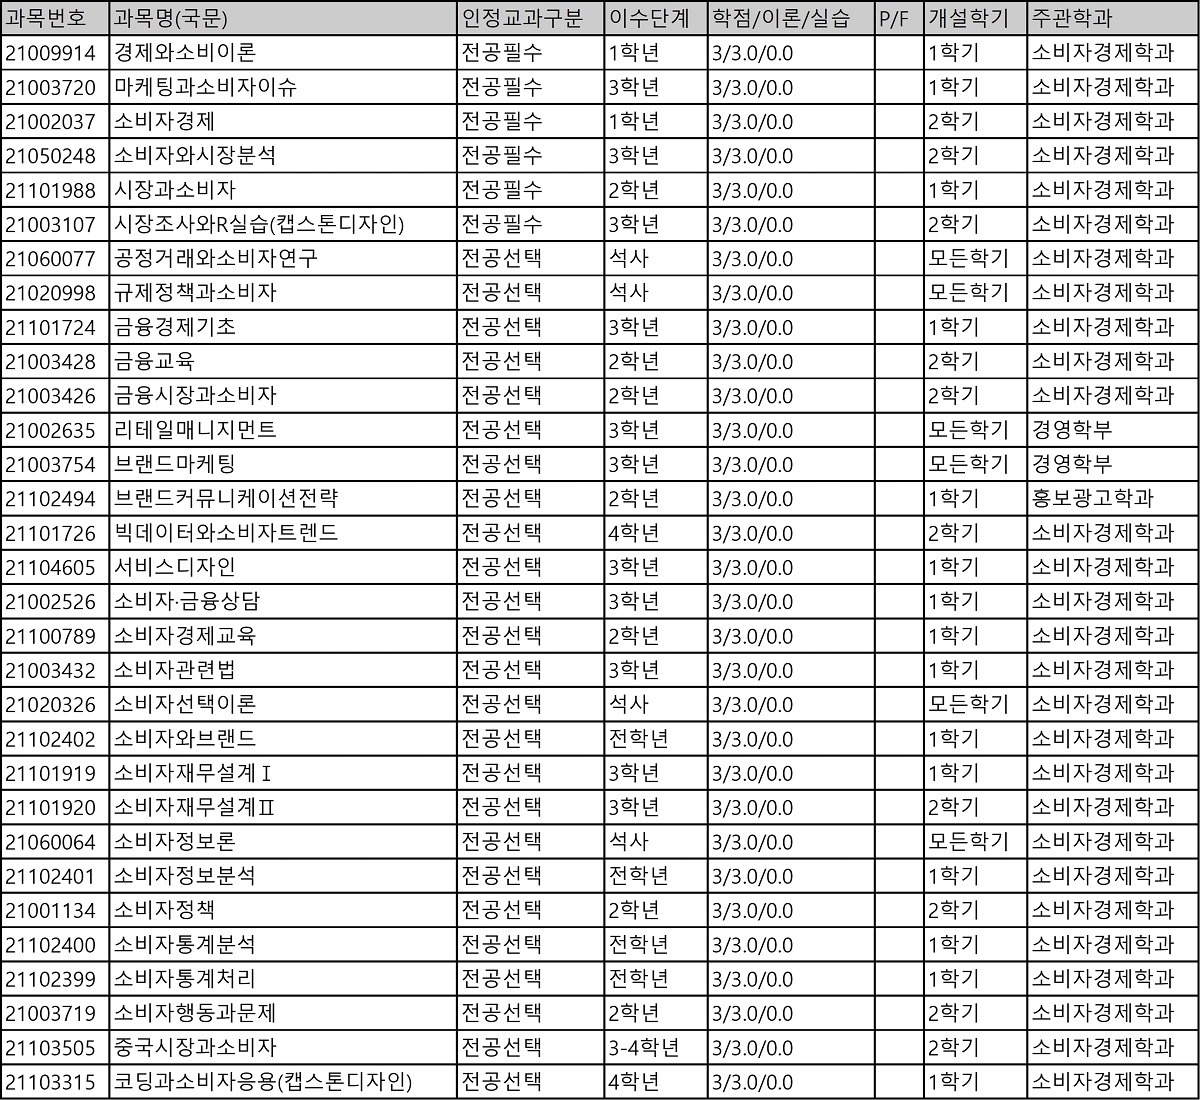 과목번호 과목명(국문) 인정교과구분 이수단계 학점/이론/실습 P/F 개설학기 주관학과
21009914 경제와소비이론 전공필수 1학년 3/3.0/0.0 1학기 소비자경제학과
21003720 마케팅과소비자이슈 전공필수 3학년 3/3.0/0.0 1학기 소비자경제학과
21002037 소비자경제 전공필수 1학년 3/3.0/0.0 2학기 소비자경제학과
21050248 소비자와시장분석 전공필수 3학년 3/3.0/0.0 2학기 소비자경제학과
21101988 시장과소비자 전공필수 2학년 3/3.0/0.0 1학기 소비자경제학과
21003107 시장조사와R실습(캡스톤디자인) 전공필수 3학년 3/3.0/0.0 2학기 소비자경제학과
21060077 공정거래와소비자연구 전공선택 석사 3/3.0/0.0 모든학기 소비자경제학과
21020998 규제정책과소비자 전공선택 석사 3/3.0/0.0 모든학기 소비자경제학과
21101724 금융경제기초 전공선택 3학년 3/3.0/0.0 1학기 소비자경제학과
21003428 금융교육 전공선택 2학년 3/3.0/0.0 2학기 소비자경제학과
21003426 금융시장과소비자 전공선택 2학년 3/3.0/0.0 2학기 소비자경제학과
21002635 리테일매니지먼트 전공선택 3학년 3/3.0/0.0 모든학기 경영학부
21003754 브랜드마케팅 전공선택 3학년 3/3.0/0.0 모든학기 경영학부
21102494 브랜드커뮤니케이션전략 전공선택 2학년 3/3.0/0.0 1학기 홍보광고학과
21101726 빅데이터와소비자트렌드 전공선택 4학년 3/3.0/0.0 2학기 소비자경제학과
21104605 서비스디자인 전공선택 3학년 3/3.0/0.0 1학기 소비자경제학과
21002526 소비자·금융상담 전공선택 3학년 3/3.0/0.0 1학기 소비자경제학과
21100789 소비자경제교육 전공선택 2학년 3/3.0/0.0 1학기 소비자경제학과
21003432 소비자관련법 전공선택 3학년 3/3.0/0.0 1학기 소비자경제학과
21020326 소비자선택이론 전공선택 석사 3/3.0/0.0 모든학기 소비자경제학과
21102402 소비자와브랜드 전공선택 전학년 3/3.0/0.0 1학기 소비자경제학과
21101919 소비자재무설계Ⅰ 전공선택 3학년 3/3.0/0.0 1학기 소비자경제학과
21101920 소비자재무설계Ⅱ 전공선택 3학년 3/3.0/0.0 2학기 소비자경제학과
21060064 소비자정보론 전공선택 석사 3/3.0/0.0 모든학기 소비자경제학과
21102401 소비자정보분석 전공선택 전학년 3/3.0/0.0 1학기 소비자경제학과
21001134 소비자정책 전공선택 2학년 3/3.0/0.0 2학기 소비자경제학과
21102400 소비자통계분석 전공선택 전학년 3/3.0/0.0 1학기 소비자경제학과
21102399 소비자통계처리 전공선택 전학년 3/3.0/0.0 1학기 소비자경제학과
21003719 소비자행동과문제 전공선택 2학년 3/3.0/0.0 2학기 소비자경제학과
21103505 중국시장과소비자 전공선택 3-4학년 3/3.0/0.0 2학기 소비자경제학과
21103315 코딩과소비자응용(캡스톤디자인) 전공선택 4학년 3/3.0/0.0 1학기 소비자경제학과